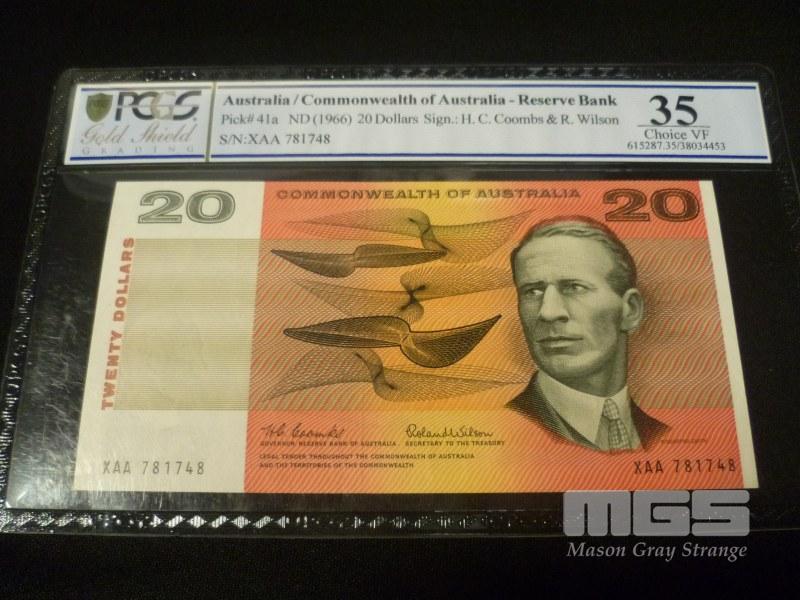 PCGS
Gold Shield
GRADING
Australia / Commonwealth of Australia - Reserve Bank
Pick# 41a ND (1966) 20 Dollars Sign.: H. C. Coombs & R. Wilson
S/N:XAA 781748
35
Choice VF
615287.35/38034453
20
COMMONWEALTH OF AUSTRALIA
20
TWENTY DOLLARS
H.C. Coombs
Roland Wilson
GOVERNOR, RESERVE BANK OF AUSTRALIA.
SECRETARY TO THE TREASURY
LEGAL TENDER THROUGHOUT THE COMMONWEALTH OF AUSTRALIA
AND THE TERRITORIES OF THE COMMONWEALTH
XAA 781748
XAA 781748
MGS
Mason Gray Strange